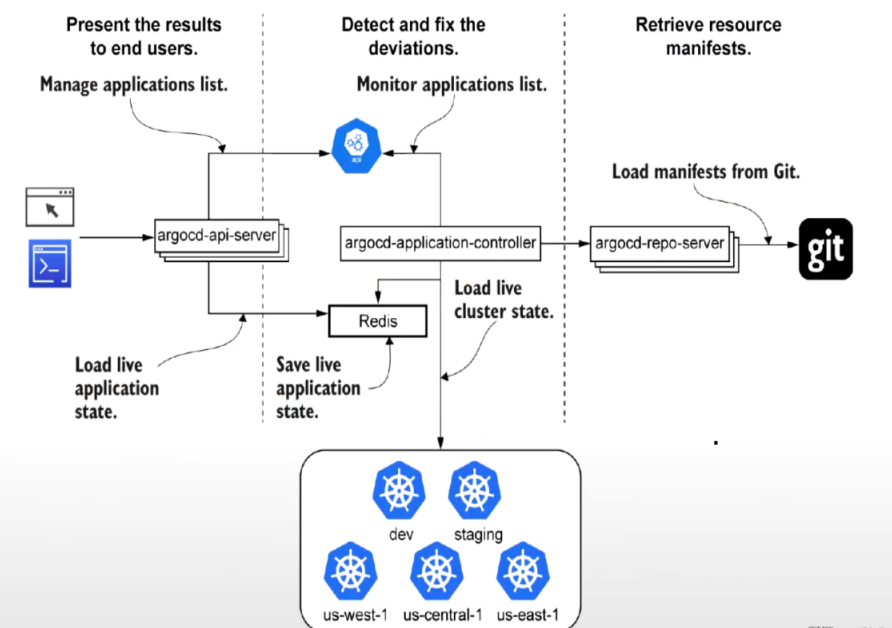 Present the results
to end users.
Detect and fix the
deviations.
Retrieve resource
manifests.
Manage applications list.
Monitor applications list.
Load manifests from Git.
argocd-api-server
argocd-application-controller
argocd-repo-server
git
Load live
cluster state.
Redis
Load live
application
state.
Save live
application
state.
dev
staging
us-west-1
us-central-1
us-east-1